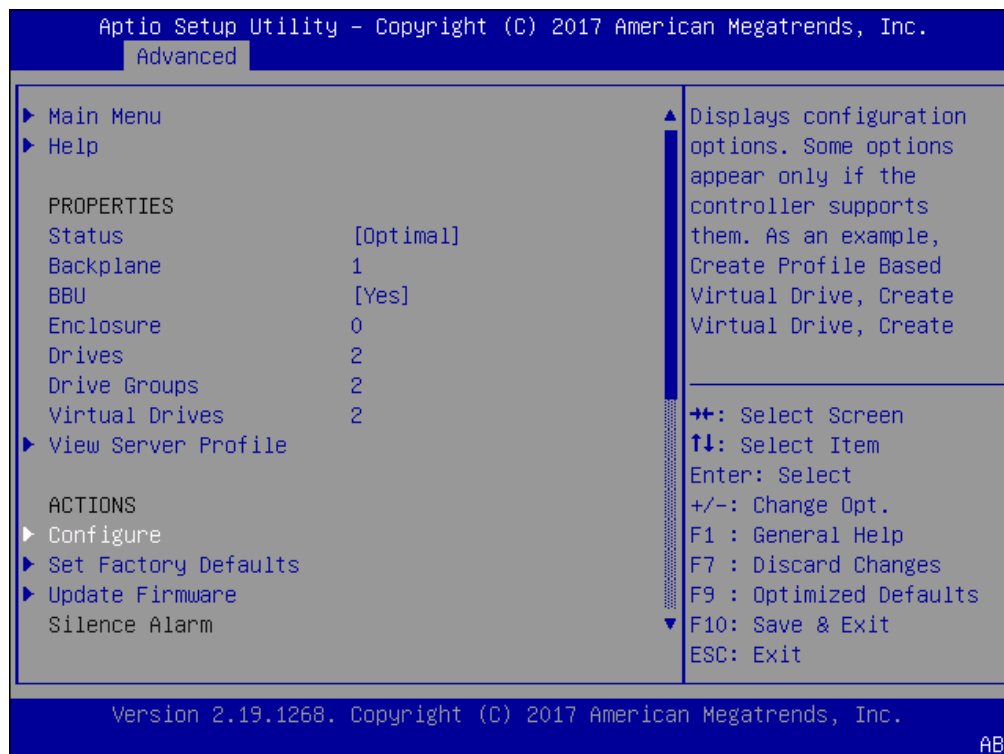 Aptio Setup Utility – Copyright (C) 2017 American Megatrends, Inc.
Advanced
Main Menu
Help
PROPERTIES
Status [Optimal]
Backplane 1
BBU [Yes]
Enclosure 0
Drives 2
Drive Groups 2
Virtual Drives 2
View Server Profile
ACTIONS
Configure
Set Factory Defaults
Update Firmware
Silence Alarm
Displays configuration
options. Some options
appear only if the
controller supports
them. As an example,
Create Profile Based
Virtual Drive, Create
Virtual Drive, Create
→←: Select Screen
↑↓: Select Item
Enter: Select
+/-: Change Opt.
F1 : General Help
F7 : Discard Changes
F9 : Optimized Defaults
F10: Save & Exit
ESC: Exit
Version 2.19.1268. Copyright (C) 2017 American Megatrends, Inc.
AB